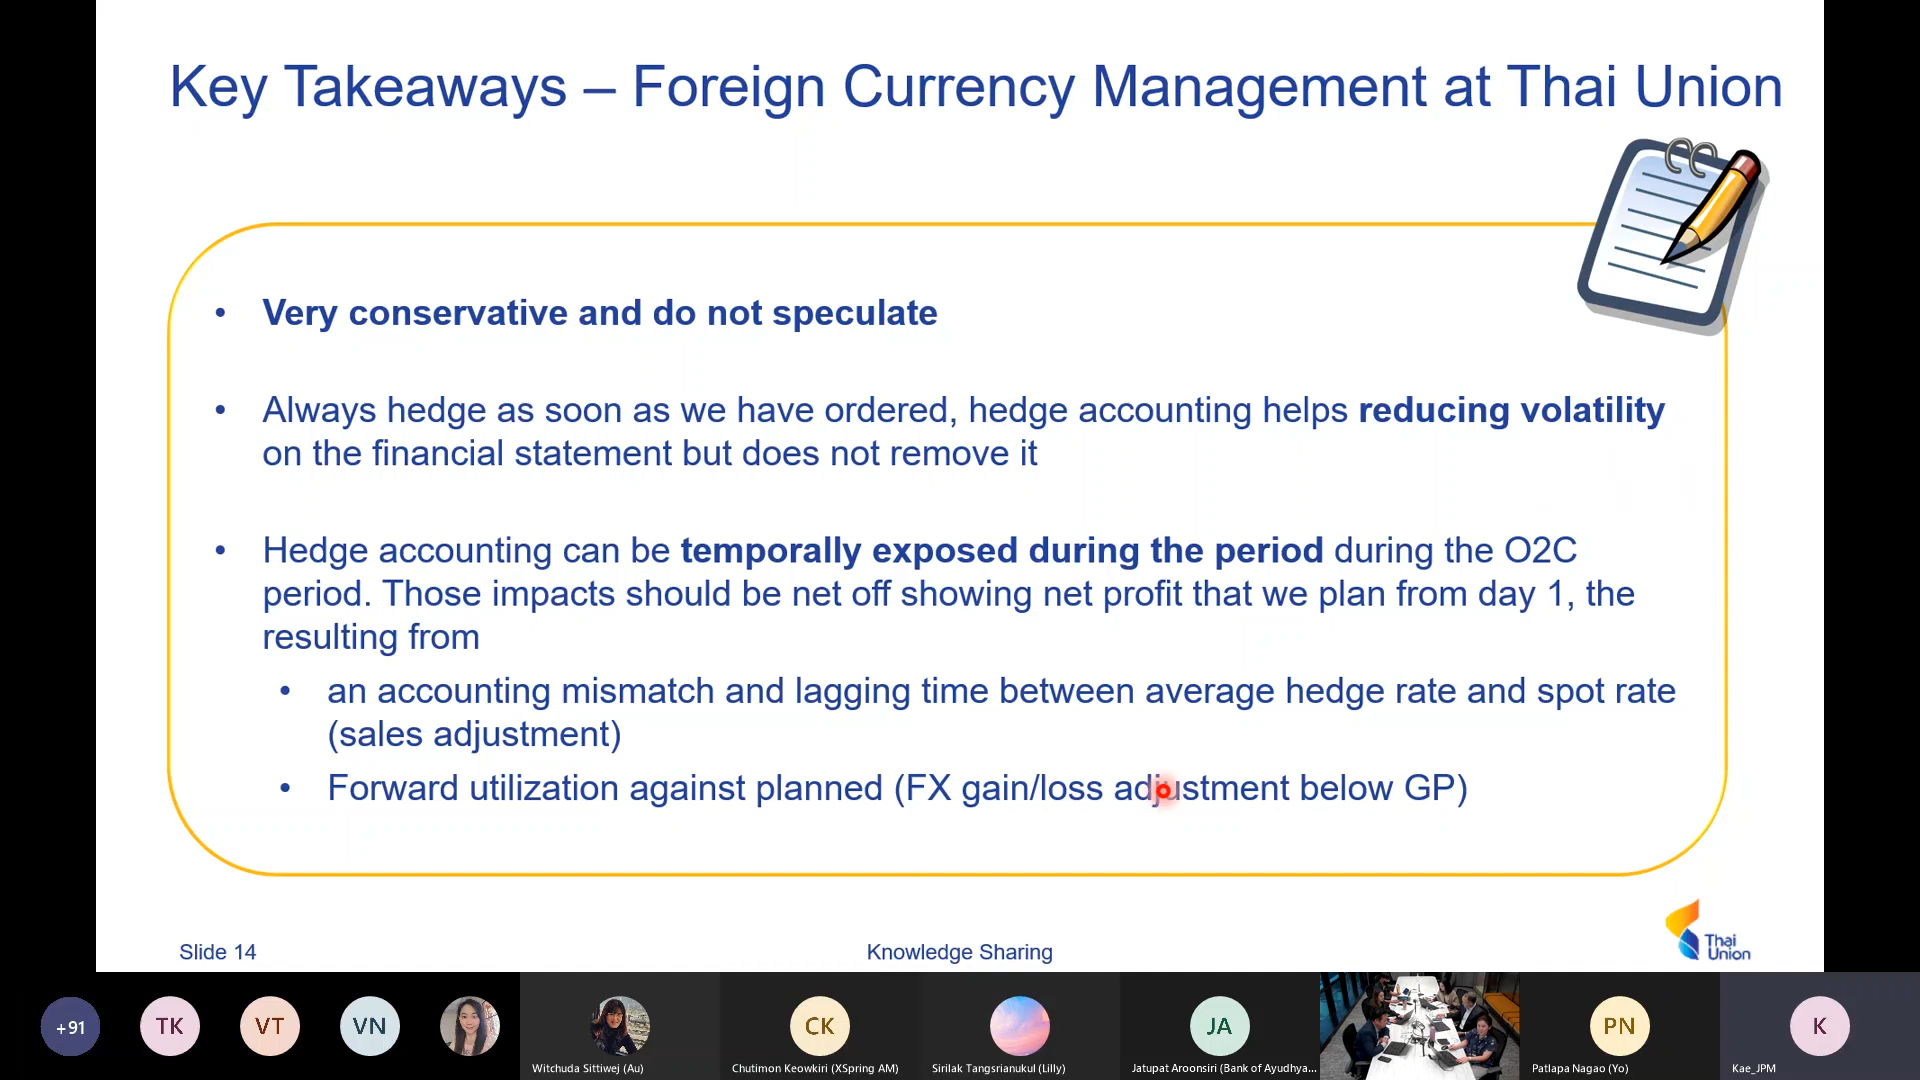 Key Takeaways – Foreign Currency Management at Thai Union
• Very conservative and do not speculate
• Always hedge as soon as we have ordered, hedge accounting helps reducing volatility
on the financial statement but does not remove it
• Hedge accounting can be temporally exposed during the period during the O2C
period. Those impacts should be net off showing net profit that we plan from day 1, the
resulting from
• an accounting mismatch and lagging time between average hedge rate and spot rate
(sales adjustment)
• Forward utilization against planned (FX gain/loss adjustment below GP)
Slide 14
Knowledge Sharing
Thai
Union
+91
TK
VT
VN
Witchuda Sittiwej (Au)
CK
Chutimon Keowkiri (XSpring AM)
Sirilak Tangsrianukul (Lilly)
JA
Jatupat Aroonsiri (Bank of Ayudhya...
PN
Patlapa Nagao (Yo)
K
Kae_JPM